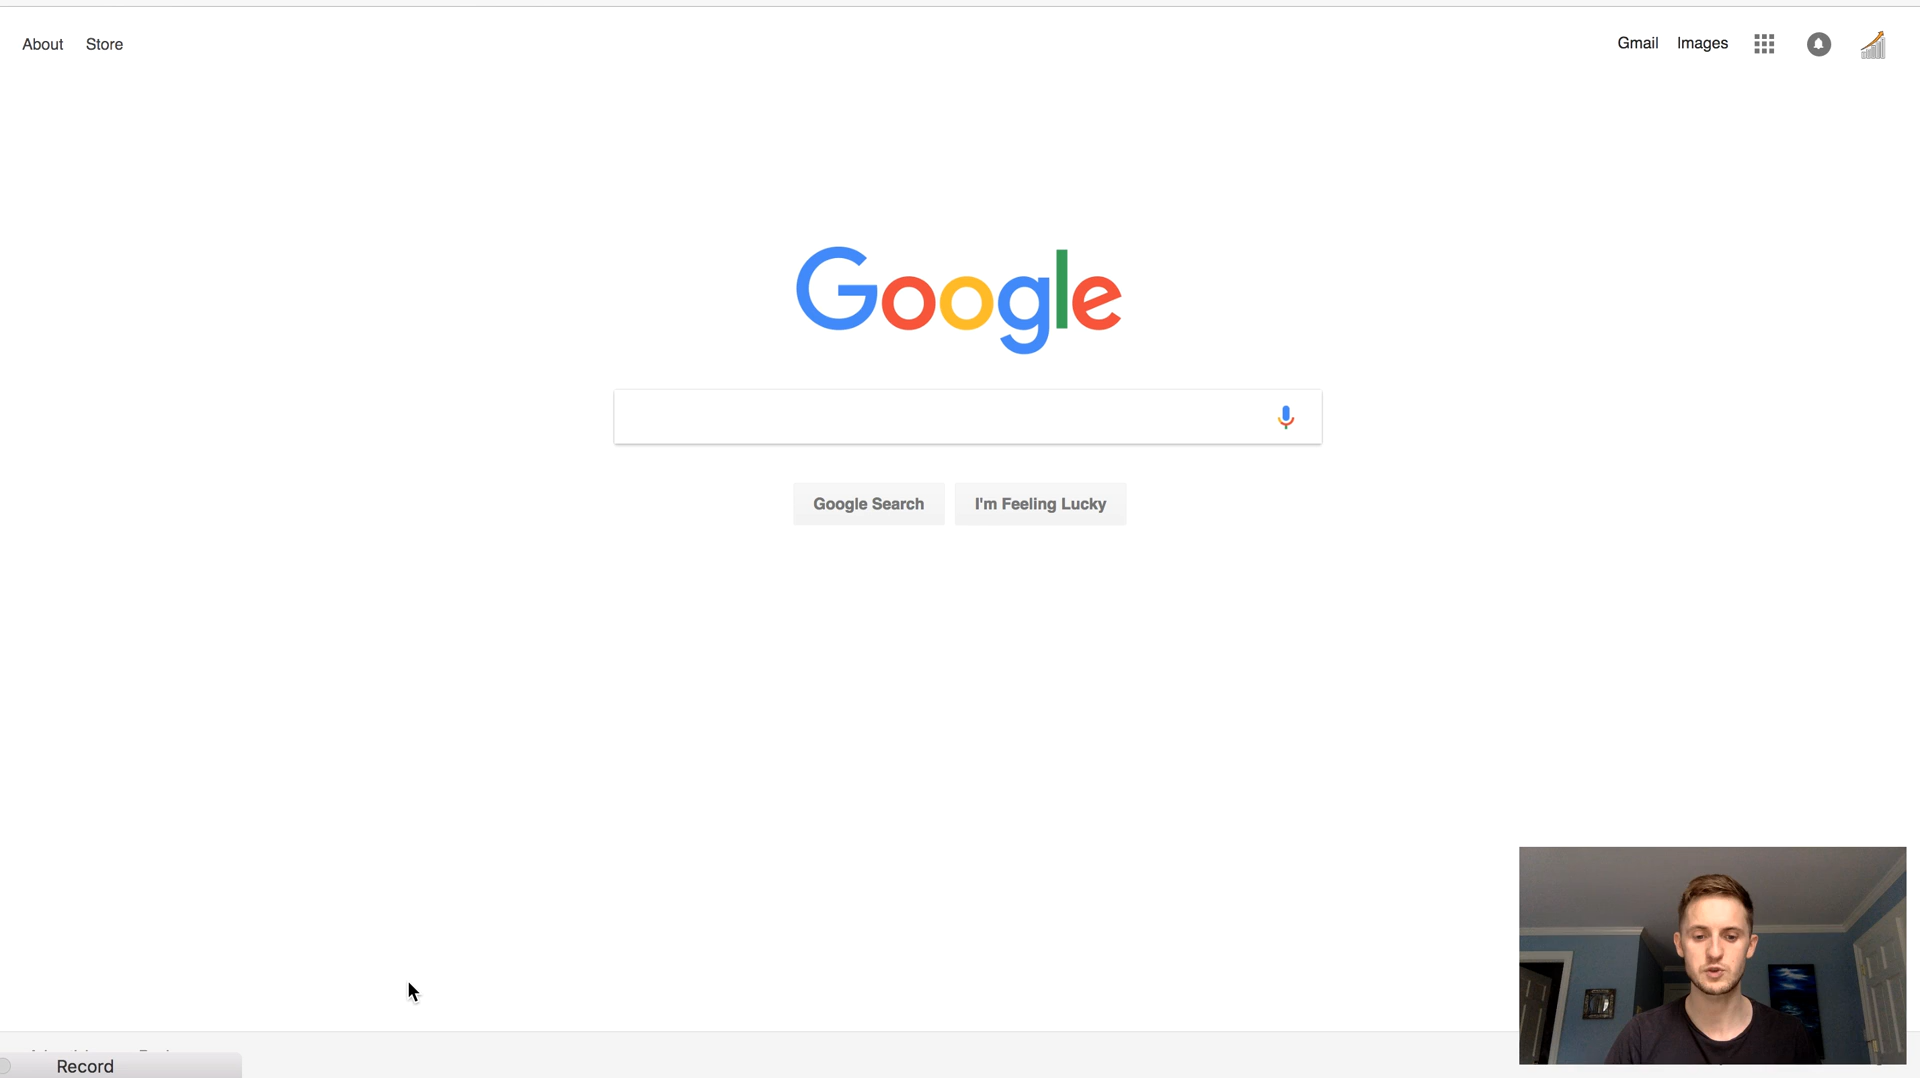 About Store
Gmail Images
Google
Google Search I'm Feeling Lucky
Record